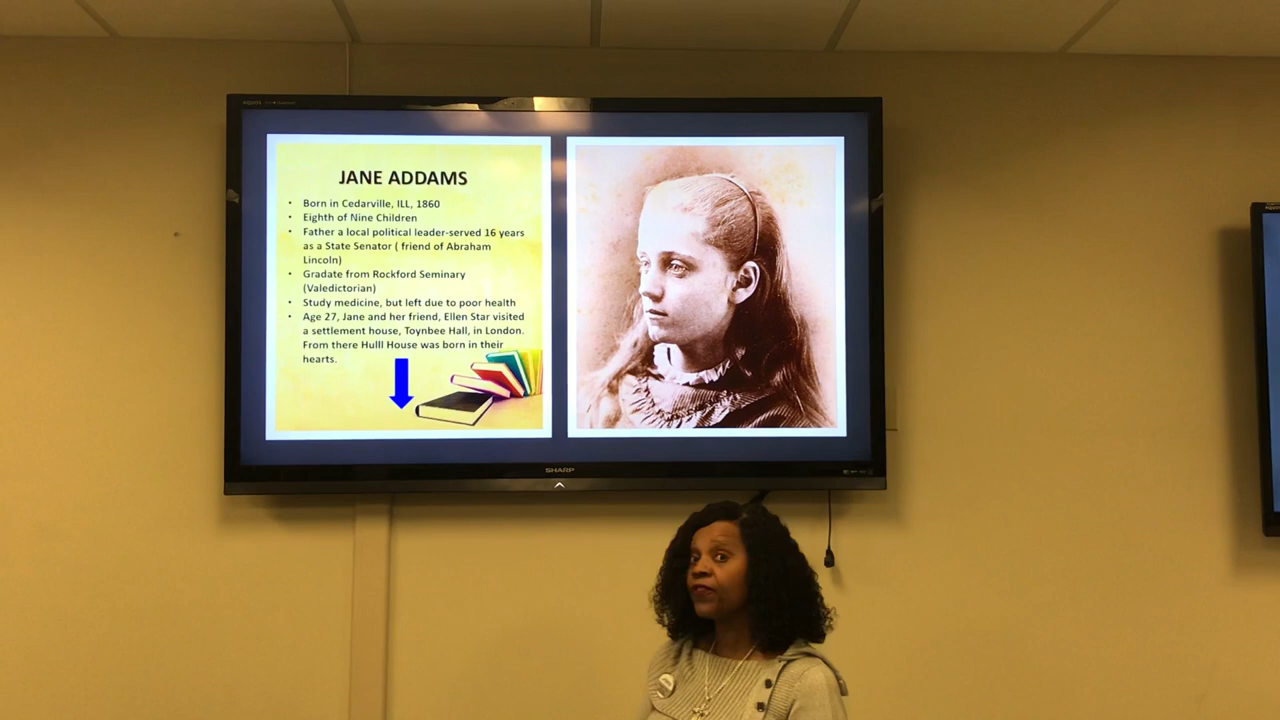 JANE ADDAMS
• Born in Cedarville, ILL, 1860
• Eighth of Nine Children
• Father a local political leader-served 16 years
as a State Senator ( friend of Abraham
Lincoln)
• Gradate from Rockford Seminary
(Valedictorian)
• Study medicine, but left due to poor health
• Age 27, Jane and her friend, Ellen Star visited
a settlement house, Toynbee Hall, in London.
From there Hulll House was born in their
hearts.
SHARP